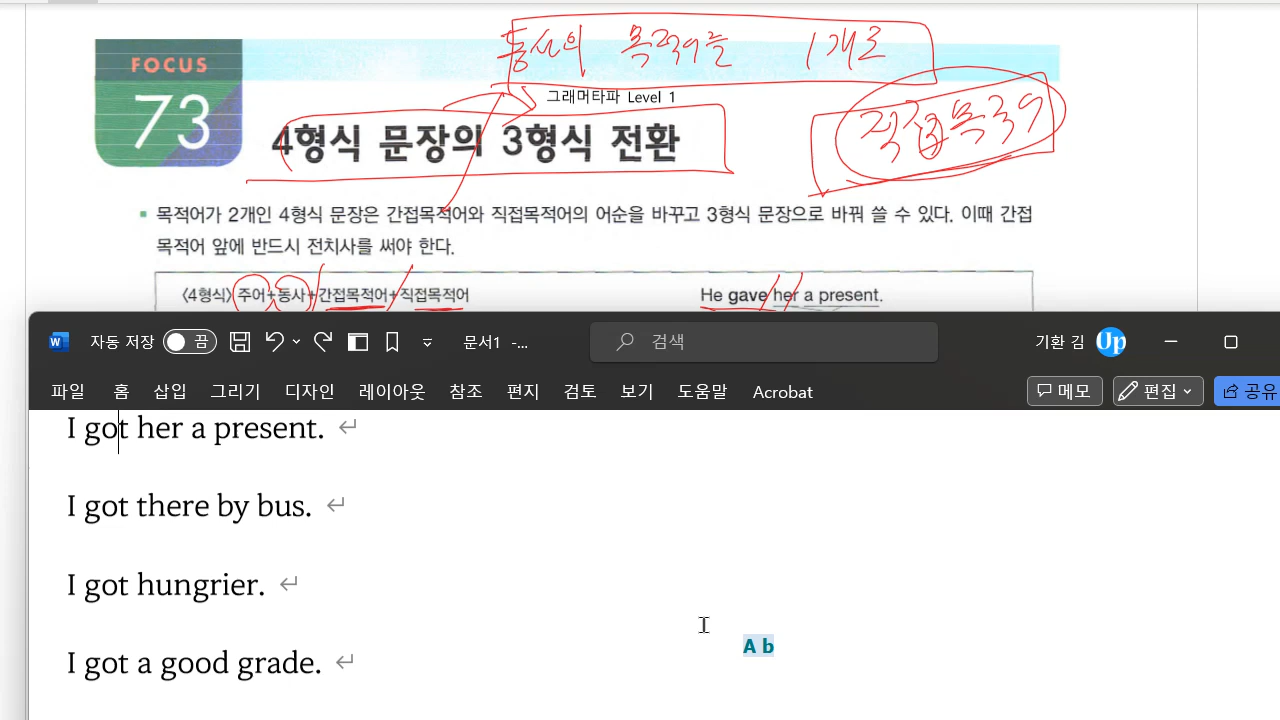 동사의 목적어를 1개로
FOCUS
73
그래머타파 Level 1
4형식 문장의 3형식 전환
직접목적어
목적어가 2개인 4형식 문장은 간접목적어와 직접목적어의 어순을 바꾸고 3형식 문장으로 바꿔 쓸 수 있다. 이때 간접
목적어 앞에 반드시 전치사를 써야 한다.
〈4형식〉 주어+동사+간접목적어+직접목적어 He gave her a present.
자동 저장 끔 문서1 -... 검색 기환 김 Up
파일 홈 삽입 그리기 디자인 레이아웃 참조 편지 검토 보기 도움말 Acrobat 메모 편집 공유
I got her a present.
I got there by bus.
I got hungrier.
A b
I got a good grade.